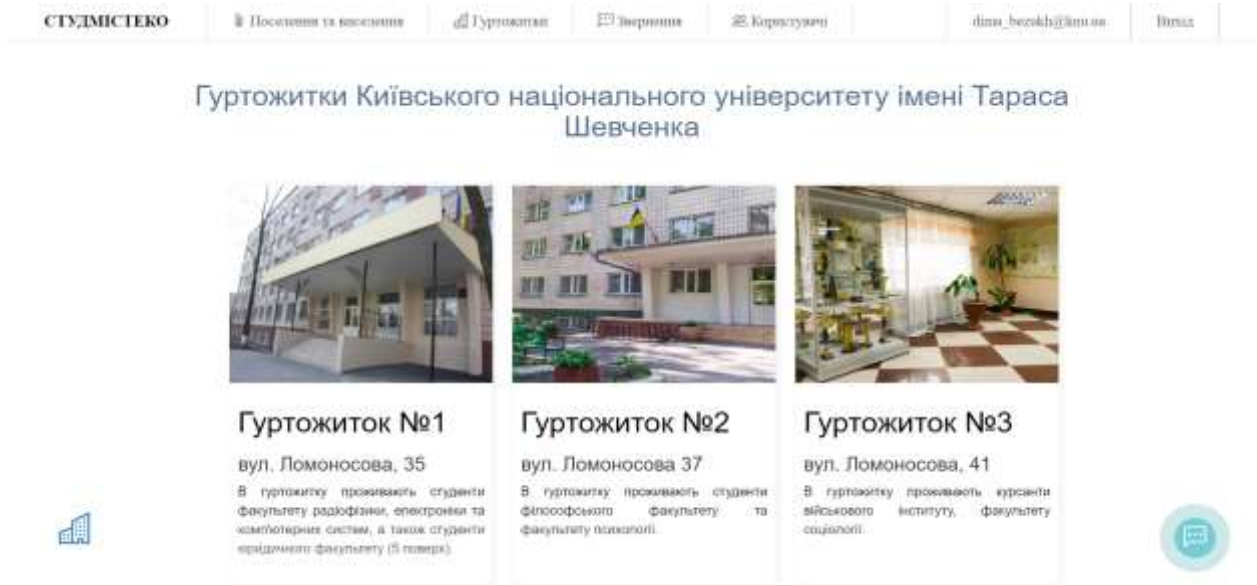 СТУДМІСТЕКО
Поселення та виселення
Гуртожитки
Звернення
Користувачі
Вихід
Гуртожитки Київського національного університету імені Тараса
Шевченка
Гуртожиток №1
вул. Ломоносова, 35
В гуртожитку проживають студенти
факультету радіофізики, електроніки та
комп'ютерних систем, а також студенти
юридичного факультету (5 поверх).
Гуртожиток №2
вул. Ломоносова 37
В гуртожитку проживають студенти
філософського факультету та
факультету психології.
Гуртожиток №3
вул. Ломоносова, 41
В гуртожитку проживають курсанти
військового інституту, факультету
соціології.